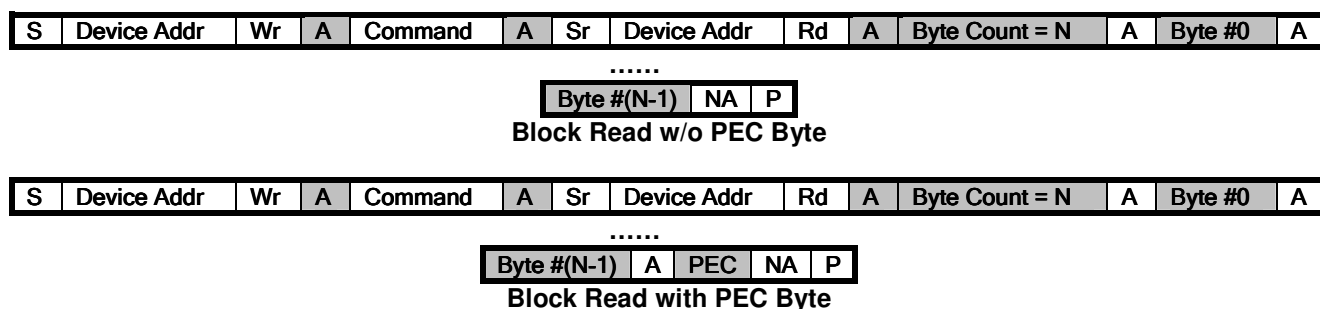 S Device Addr Wr A Command A Sr Device Addr Rd A Byte Count = N A Byte #0 A
......
Byte #(N-1) NA P
Block Read w/o PEC Byte
S Device Addr Wr A Command A Sr Device Addr Rd A Byte Count = N A Byte #0 A
......
Byte #(N-1) A PEC NA P
Block Read with PEC Byte